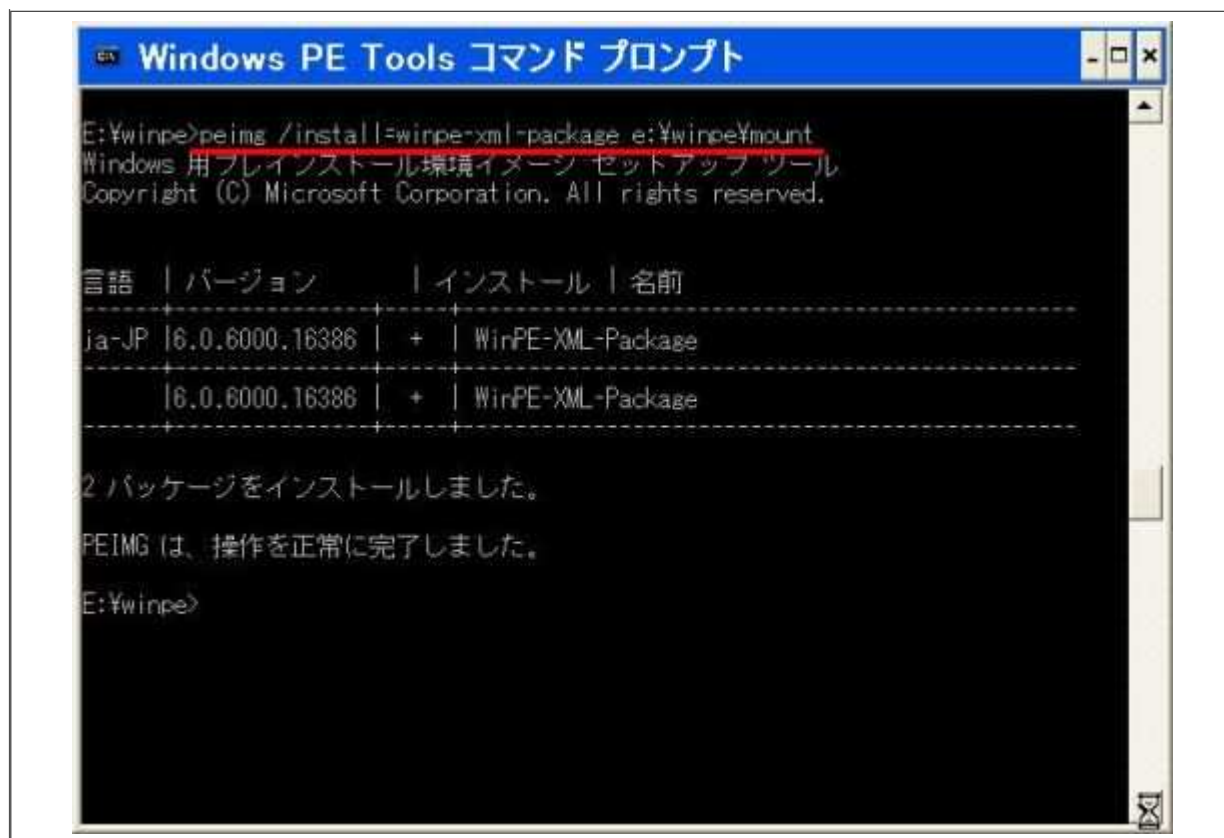 Windows PE Tools コマンド プロンプト
E:¥winpe>peimg /install=winpe-xml-package e:¥winpe¥mount
Windows 用プレインストール環境イメージ セットアップ ツール
Copyright (C) Microsoft Corporation. All rights reserved.
言語 | バージョン | インストール | 名前
------+---------------+-----+------------------------------------------------
ja-JP |6.0.6000.16386 | + | WinPE-XML-Package
------+---------------+-----+------------------------------------------------
|6.0.6000.16386 | + | WinPE-XML-Package
------+---------------+-----+------------------------------------------------
2 パッケージをインストールしました。
PEIMG は、操作を正常に完了しました。
E:¥winpe>